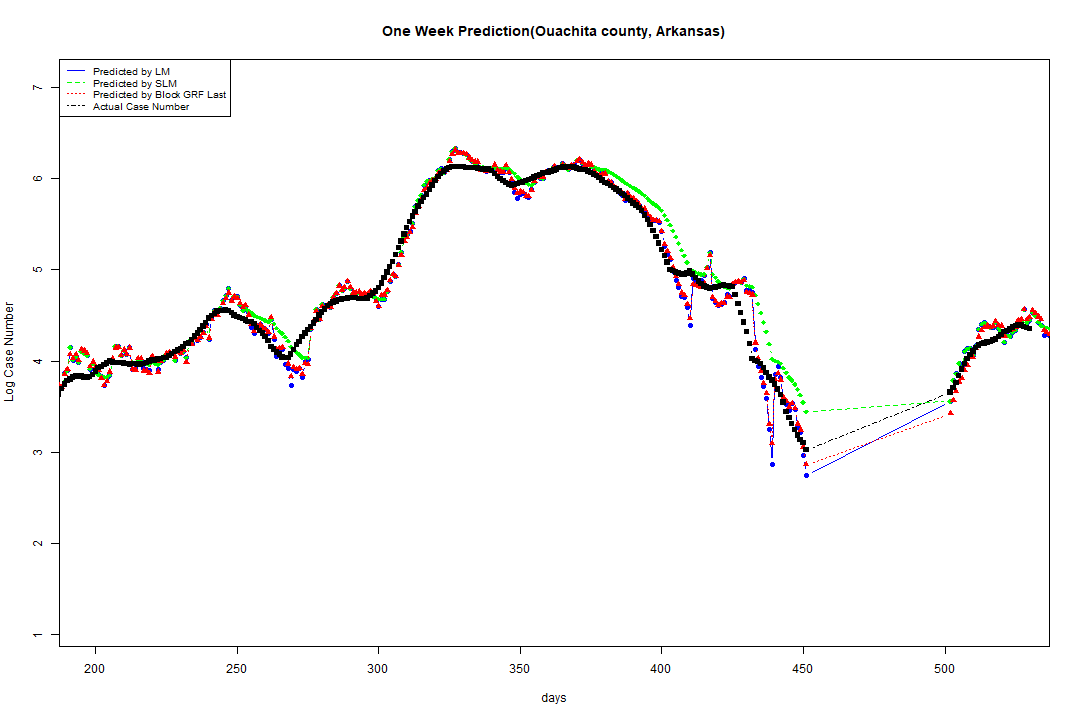 One Week Prediction(Ouachita county, Arkansas)
Predicted by LM
Predicted by SLM
Predicted by Block GRF Last
Actual Case Number
7
6
5
4
3
2
1
Log Case Number
200 250 300 350 400 450 500
days